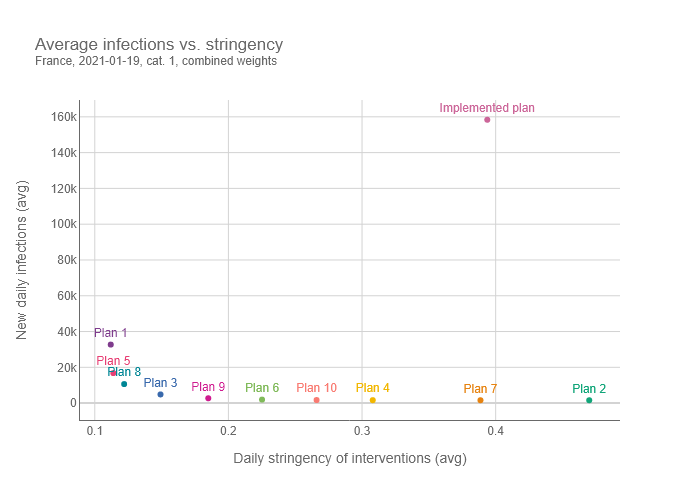 Average infections vs. stringency
France, 2021-01-19, cat. 1, combined weights
New daily infections (avg)
160k
140k
120k
100k
80k
60k
40k
20k
0
Implemented plan
Plan 1
Plan 5
Plan 8
Plan 3
Plan 9
Plan 6
Plan 10
Plan 4
Plan 7
Plan 2
0.1
0.2
0.3
0.4
Daily stringency of interventions (avg)